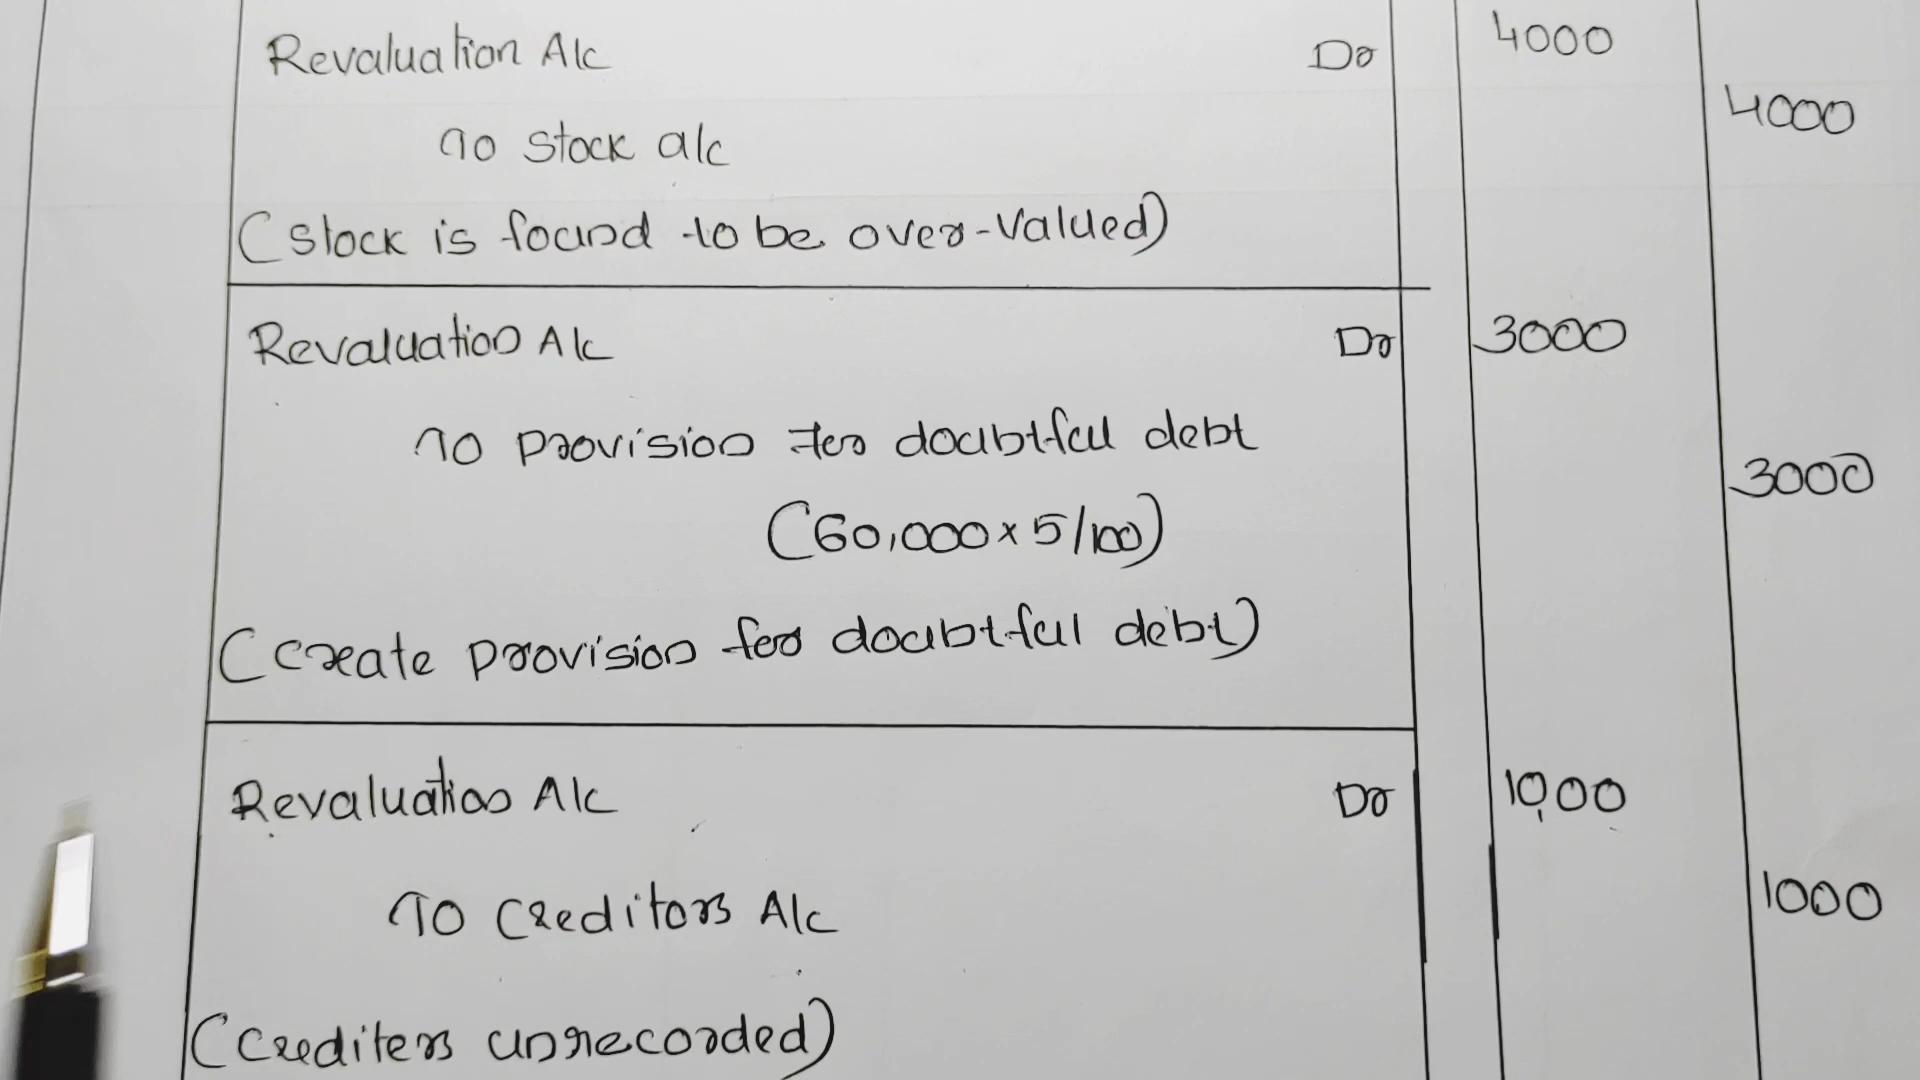 Revaluation A/c Dr 4000
To stock a/c 4000
(stock is found to be over-valued)
Revaluation A/c Dr 3000
To provision for doubtful debt 3000
(60,000 x 5/100)
(create provision for doubtful debt)
Revaluation A/c Dr 1000
To Creditors A/c 1000
(crediters unrecorded)